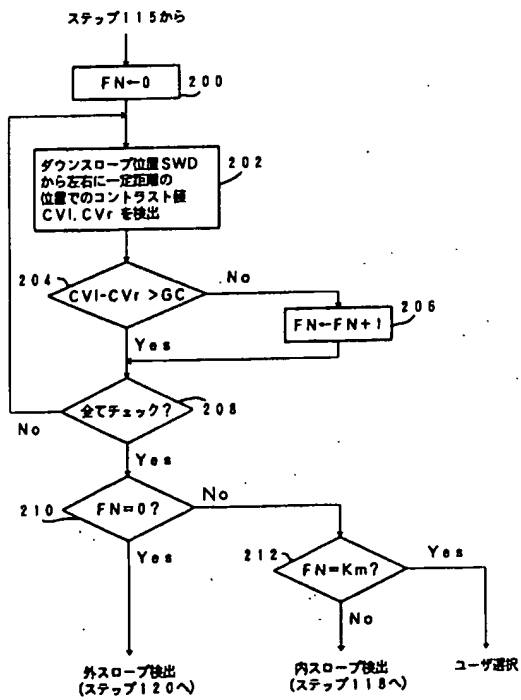 ステップ115から
FN←0
200
ダウンスロープ位置SWD
から左右に一定距離の
位置でのコントラスト値
CVl, CVr を検出
202
204
CVl-CVr >GC
No
206
FN←FN+1
Yes
全てチェック?
208
No
Yes
210
FN=0?
No
Yes
212
FN=Km?
Yes
No
外スロープ検出
(ステップ120へ)
内スロープ検出
(ステップ118へ)
ユーザ選択